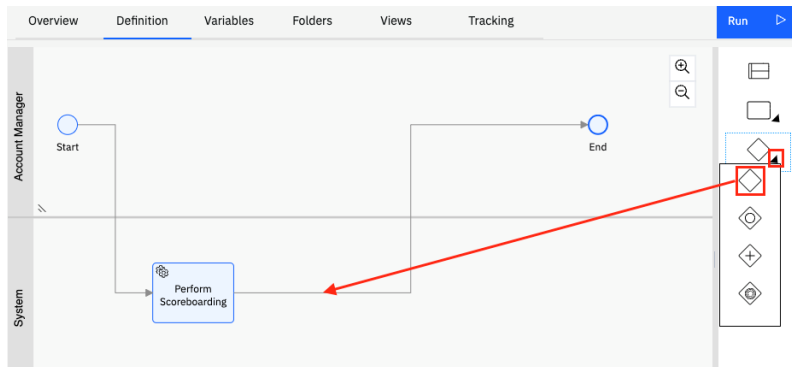 Overview Definition Variables Folders Views Tracking Run
Account Manager
Start
End
Perform
Scoreboarding
System